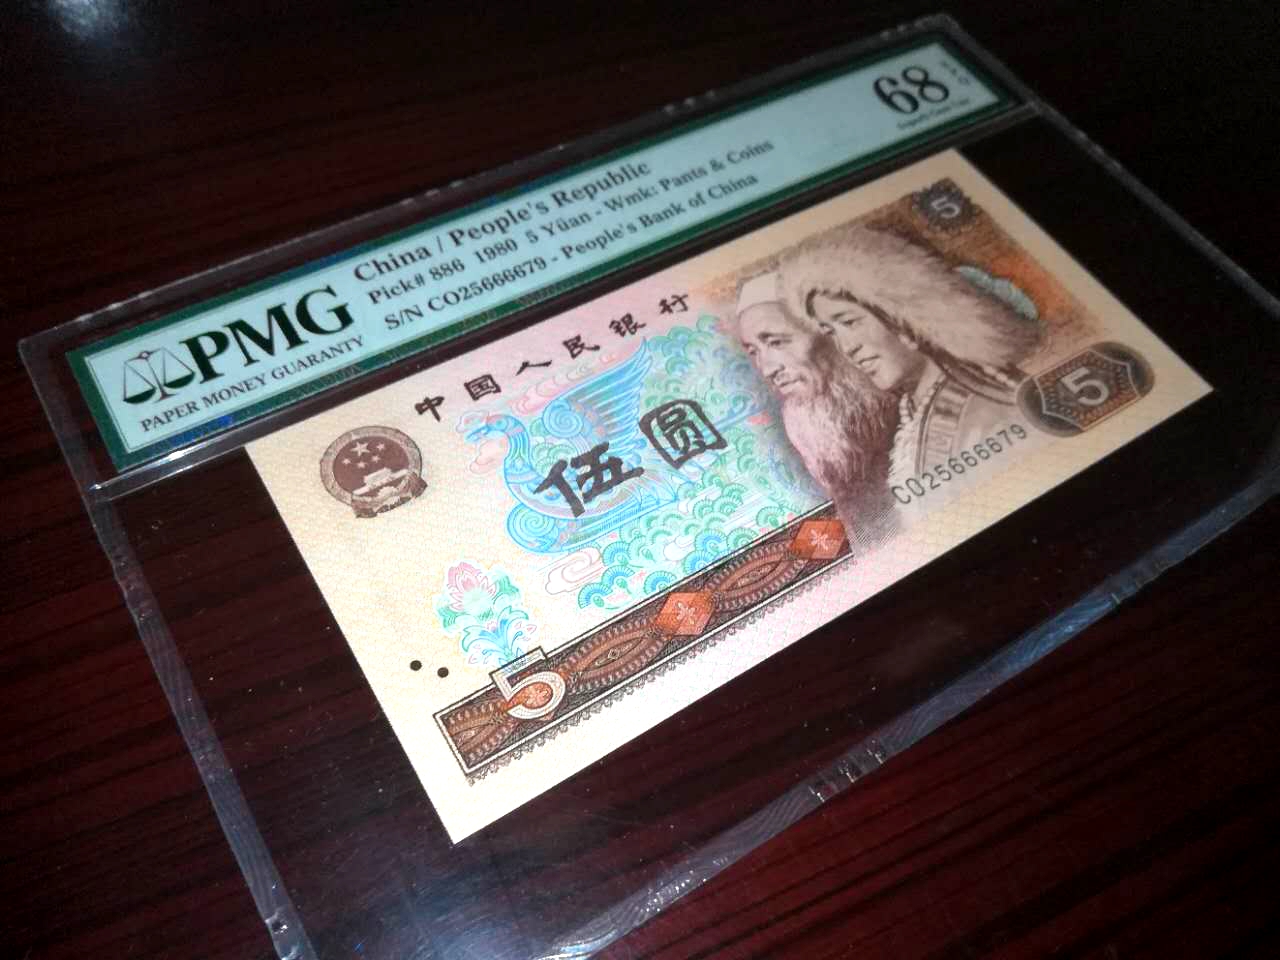 PMG
PAPER MONEY GUARANTY
China / People's Republic
Pick# 886 1980 5 Yüan - Wmk: Pants & Coins
S/N CO25666679 - People's Bank of China
68
中国人民银行
5
伍圆
5
CO25666679
5